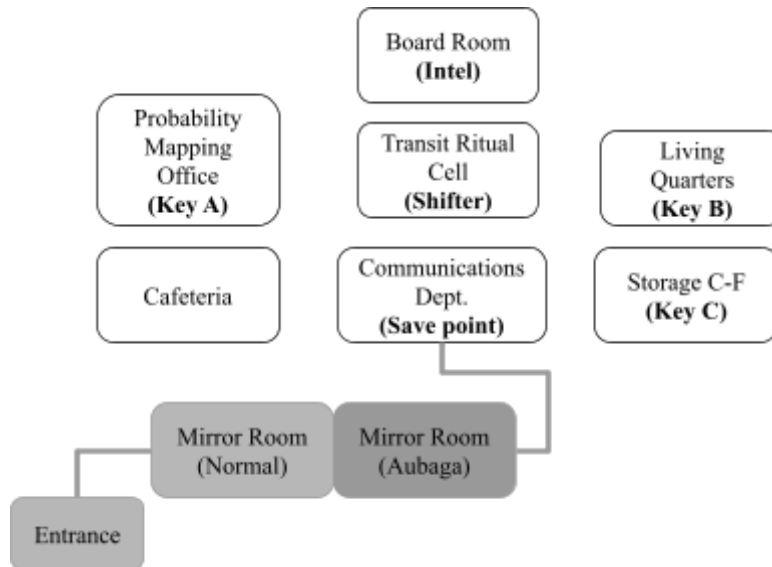 Board Room
(Intel)
Probability
Mapping
Office
(Key A)
Transit Ritual
Cell
(Shifter)
Living
Quarters
(Key B)
Cafeteria
Communications
Dept.
(Save point)
Storage C-F
(Key C)
Mirror Room
(Normal)
Mirror Room
(Aubaga)
Entrance